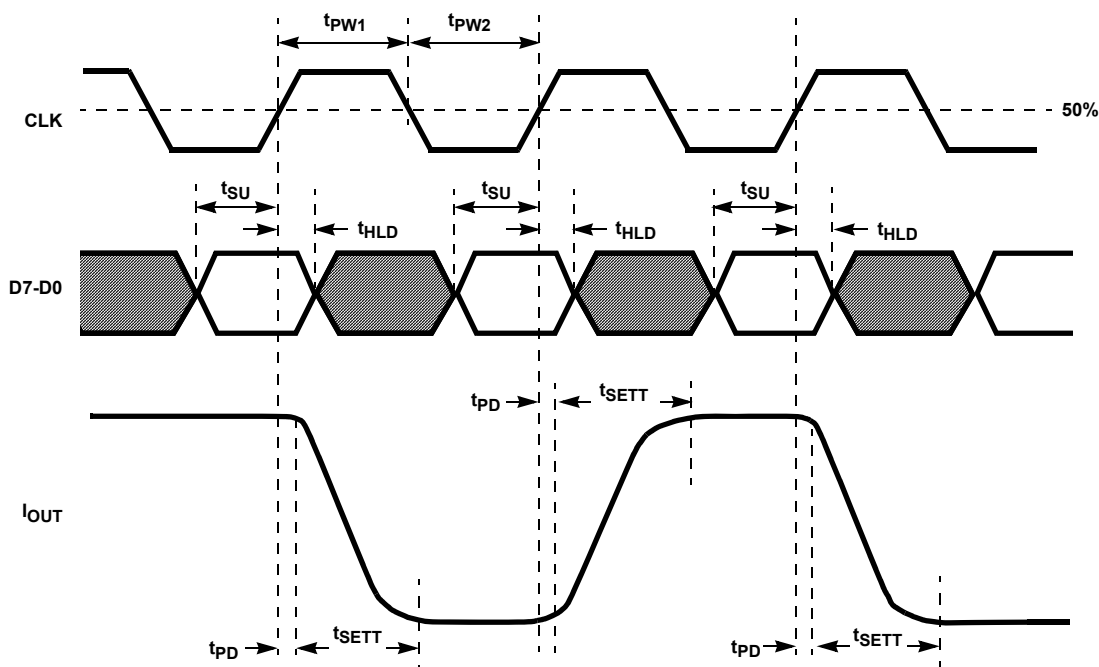 tPW1 tPW2
CLK
50%
tSU tSU tSU
tHLD tHLD tHLD
D7-D0
tPD tSETT
IOUT
tPD tSETT tPD tSETT